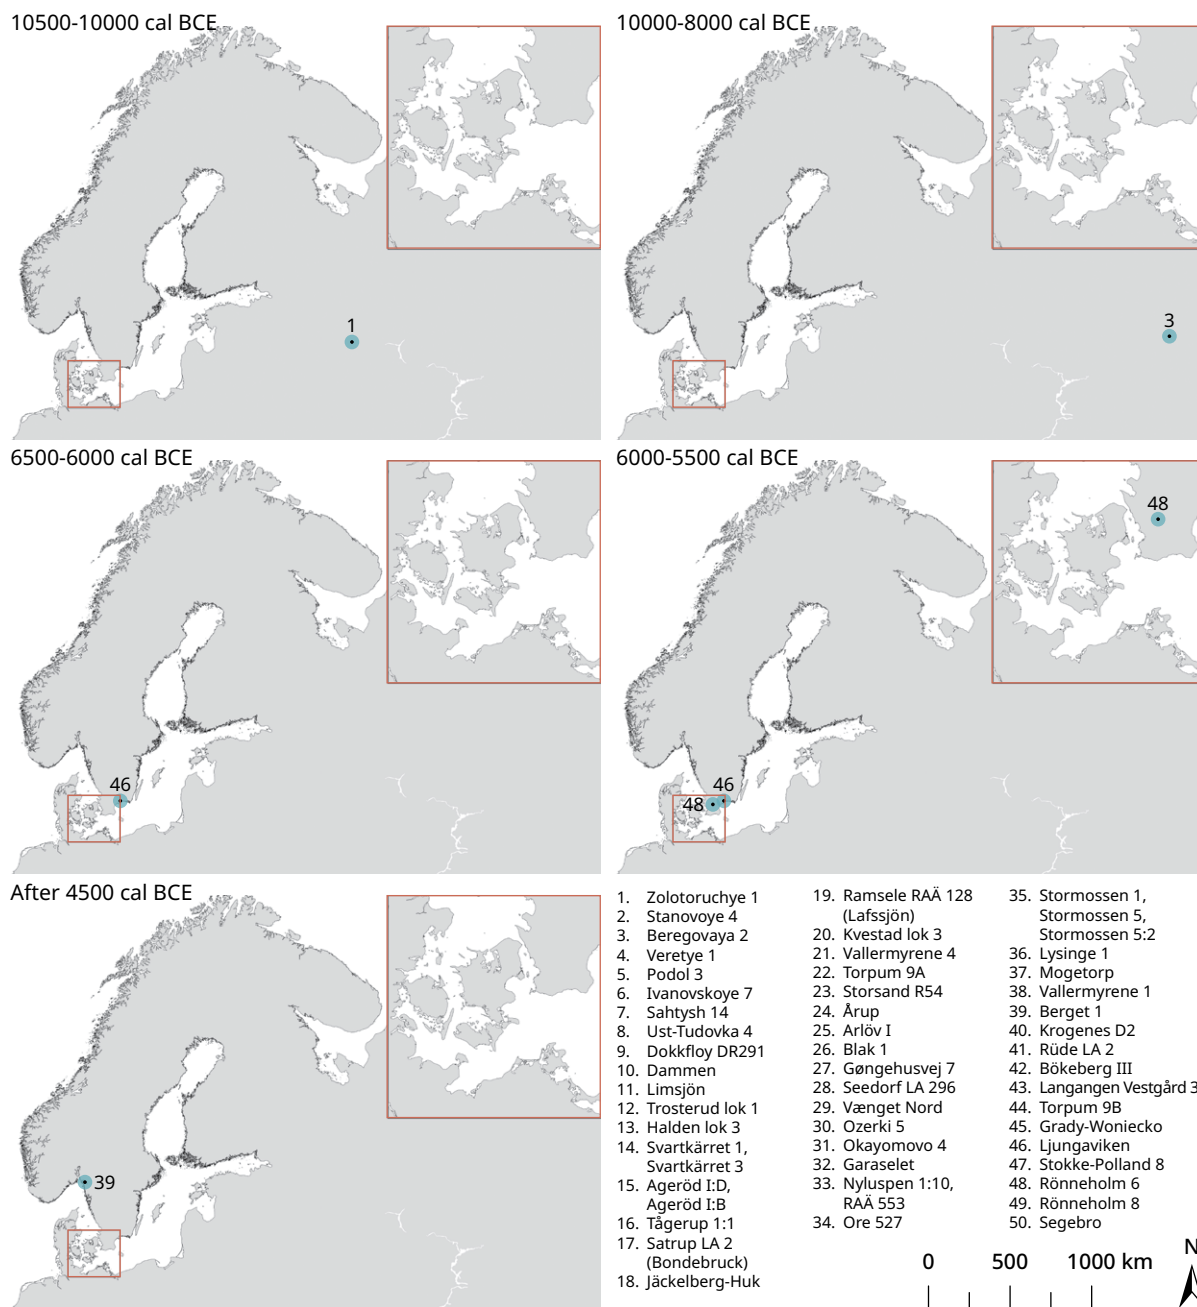 10500-10000 cal BCE
1
10000-8000 cal BCE
3
6500-6000 cal BCE
46
6000-5500 cal BCE
48
46
48
After 4500 cal BCE
39
1. Zolotoruchye 1
2. Stanovoye 4
3. Beregovaya 2
4. Veretye 1
5. Podol 3
6. Ivanovskoye 7
7. Sahtysh 14
8. Ust-Tudovka 4
9. Dokkfloy DR291
10. Dammen
11. Limsjön
12. Trosterud lok 1
13. Halden lok 3
14. Svartkärret 1,
Svartkärret 3
15. Ageröd I:D,
Ageröd I:B
16. Tågerup 1:1
17. Satrup LA 2
(Bondebruck)
18. Jäckelberg-Huk
19. Ramsele RAÄ 128
(Lafssjön)
20. Kvestad lok 3
21. Vallermyrene 4
22. Torpum 9A
23. Storsand R54
24. Årup
25. Arlöv I
26. Blak 1
27. Gøngehusvej 7
28. Seedorf LA 296
29. Vænget Nord
30. Ozerki 5
31. Okayomovo 4
32. Garaselet
33. Nyluspen 1:10,
RAÄ 553
34. Ore 527
35. Stormossen 1,
Stormossen 5,
Stormossen 5:2
36. Lysinge 1
37. Mogetorp
38. Vallermyrene 1
39. Berget 1
40. Krogenes D2
41. Rüde LA 2
42. Bökeberg III
43. Langangen Vestgård 3
44. Torpum 9B
45. Grady-Woniecko
46. Ljungaviken
47. Stokke-Polland 8
48. Rönneholm 6
49. Rönneholm 8
50. Segebro
0 500 1000 km
N